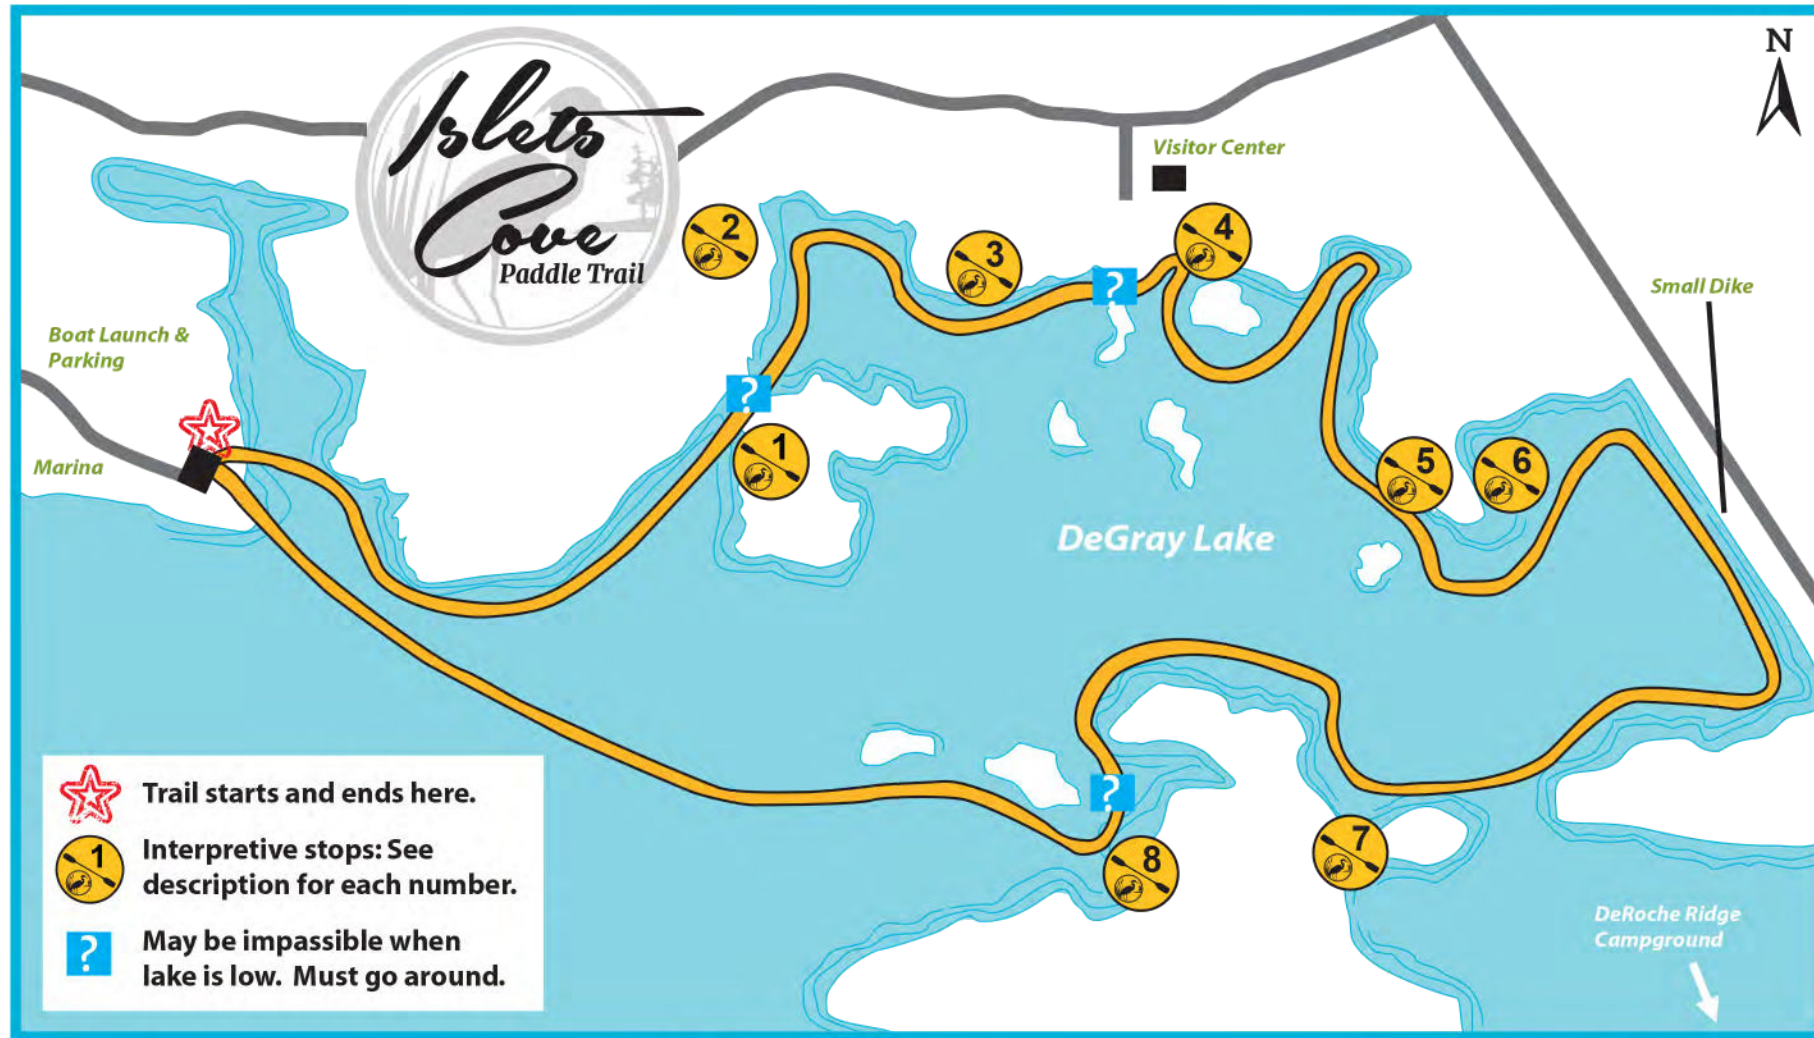 Islets
Cove
Paddle Trail
N
Visitor Center
Small Dike
Boat Launch &
Parking
Marina
2
3
4
?
?
1
5
6
DeGray Lake
?
8
7
DeRoche Ridge
Campground
Trail starts and ends here.
1
Interpretive stops: See
description for each number.
?
May be impassible when
lake is low. Must go around.